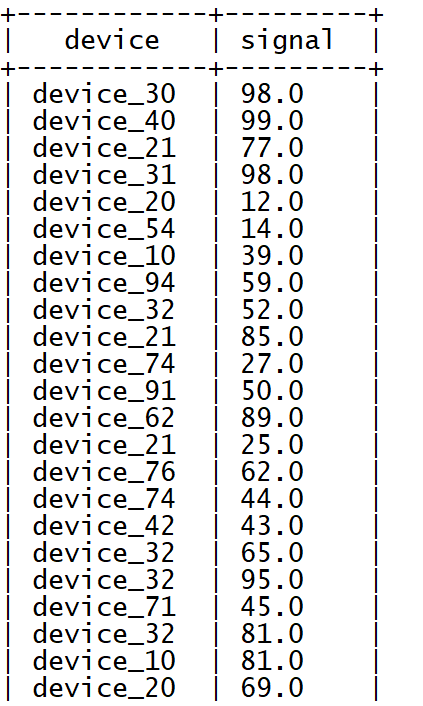 +------------+---------+
|   device   | signal  |
+------------+---------+
| device_30  | 98.0    |
| device_40  | 99.0    |
| device_21  | 77.0    |
| device_31  | 98.0    |
| device_20  | 12.0    |
| device_54  | 14.0    |
| device_10  | 39.0    |
| device_94  | 59.0    |
| device_32  | 52.0    |
| device_21  | 85.0    |
| device_74  | 27.0    |
| device_91  | 50.0    |
| device_62  | 89.0    |
| device_21  | 25.0    |
| device_76  | 62.0    |
| device_74  | 44.0    |
| device_42  | 43.0    |
| device_32  | 65.0    |
| device_32  | 95.0    |
| device_71  | 45.0    |
| device_32  | 81.0    |
| device_10  | 81.0    |
| device_20  | 69.0    |